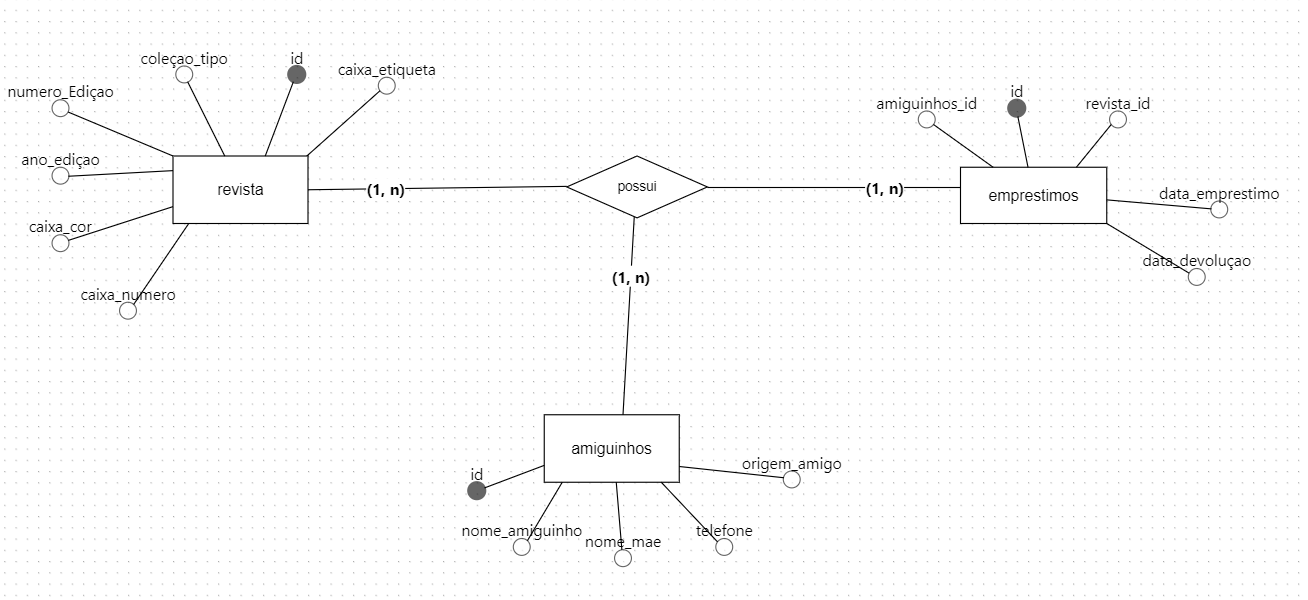 coleçao_tipo
id
caixa_etiqueta
numero_Ediçao
ano_ediçao
caixa_cor
caixa_numero
revista
(1, n)
possui
(1, n)
amiguinhos_id
id
revista_id
emprestimos
data_emprestimo
data_devoluçao
(1, n)
amiguinhos
id
nome_amiguinho
nome_mae
telefone
origem_amigo